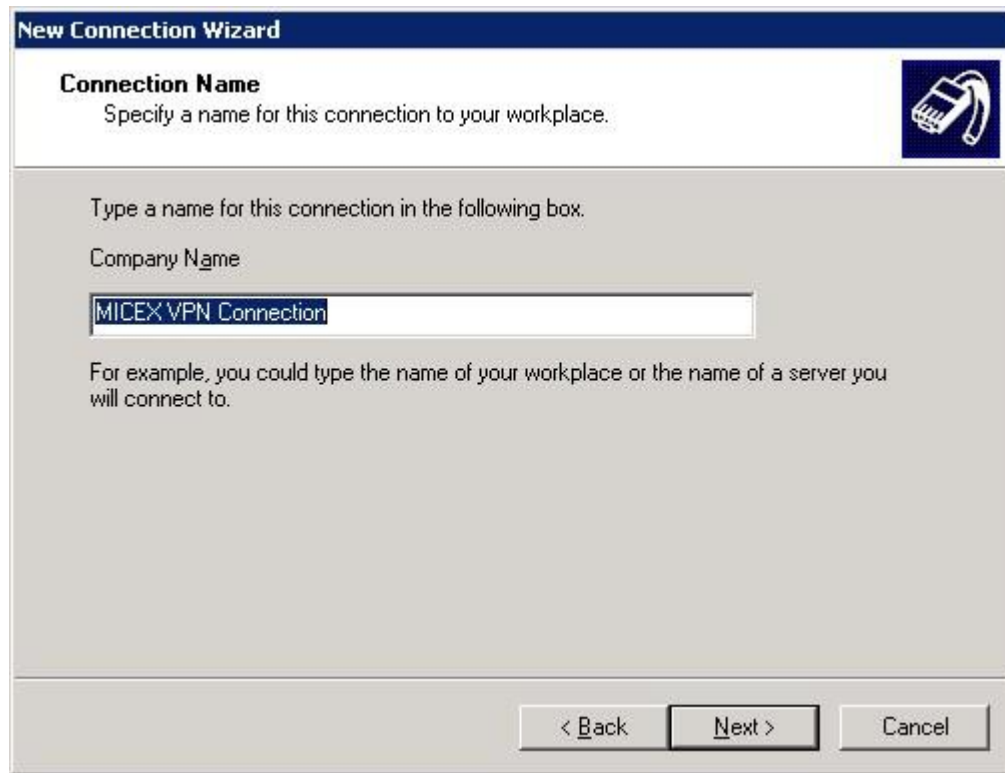 New Connection Wizard
Connection Name
Specify a name for this connection to your workplace.
Type a name for this connection in the following box.
Company Name
MICEX VPN Connection
For example, you could type the name of your workplace or the name of a server you
will connect to.
< Back Next > Cancel